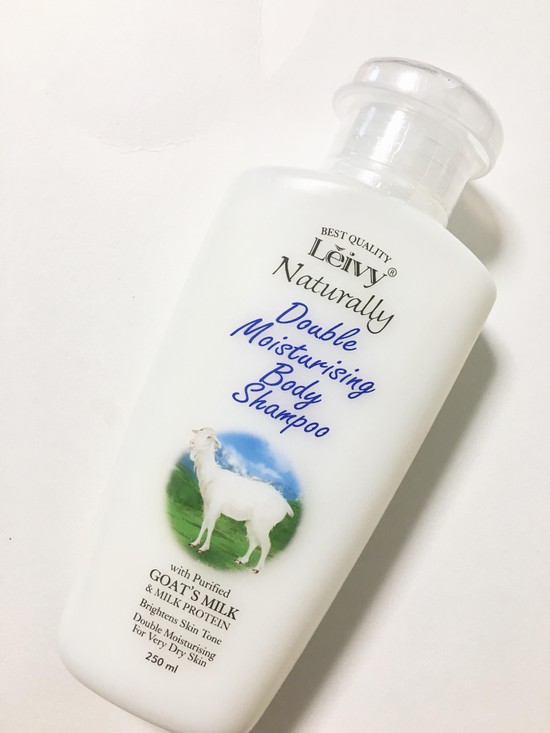 BEST QUALITY
Leivy®
Naturally
Double
Moisturising
Body
Shampoo
with Purified
GOAT'S MILK
& MILK PROTEIN
Brightens Skin Tone
Double Moisturising
For Very Dry Skin
250 ml